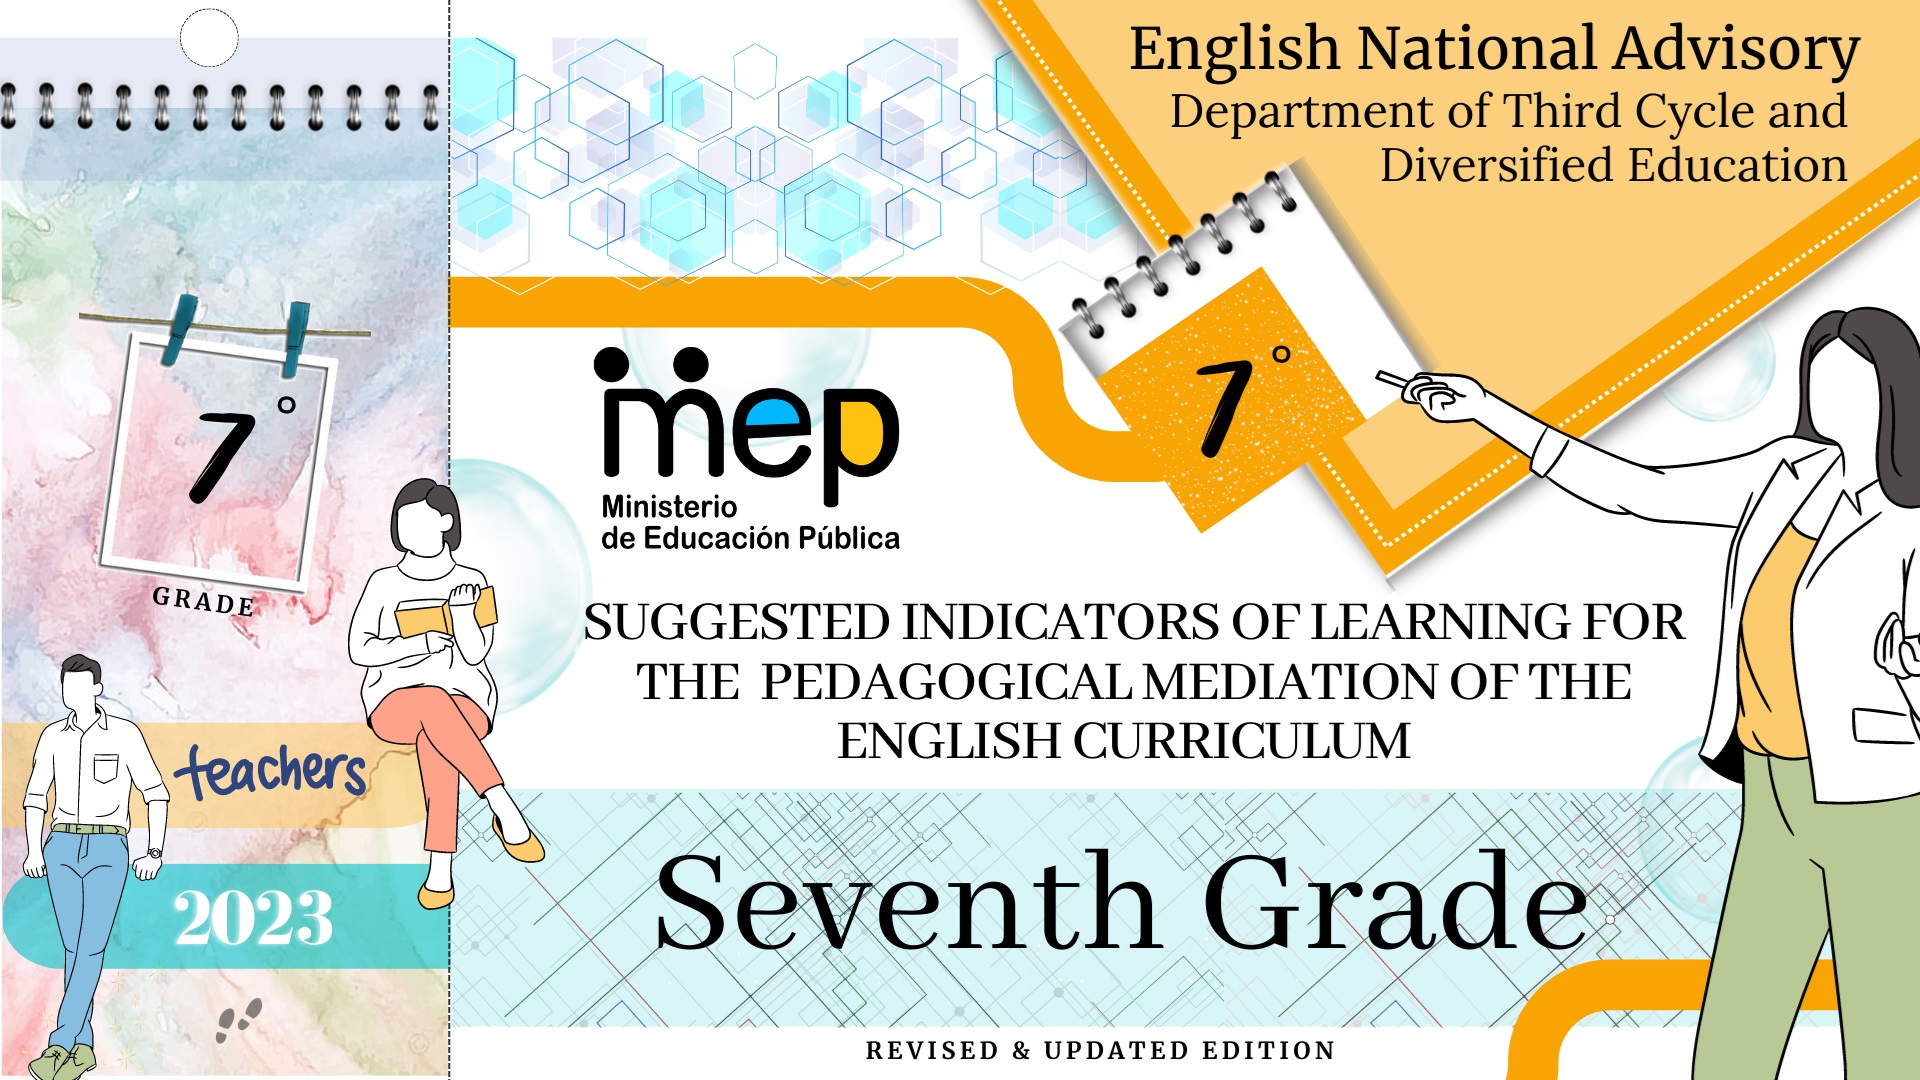 English National Advisory
Department of Third Cycle and
Diversified Education
7°
7°
GRADE
mep
Ministerio
de Educación Pública
SUGGESTED INDICATORS OF LEARNING FOR
THE PEDAGOGICAL MEDIATION OF THE
ENGLISH CURRICULUM
teachers
2023
Seventh Grade
REVISED & UPDATED EDITION